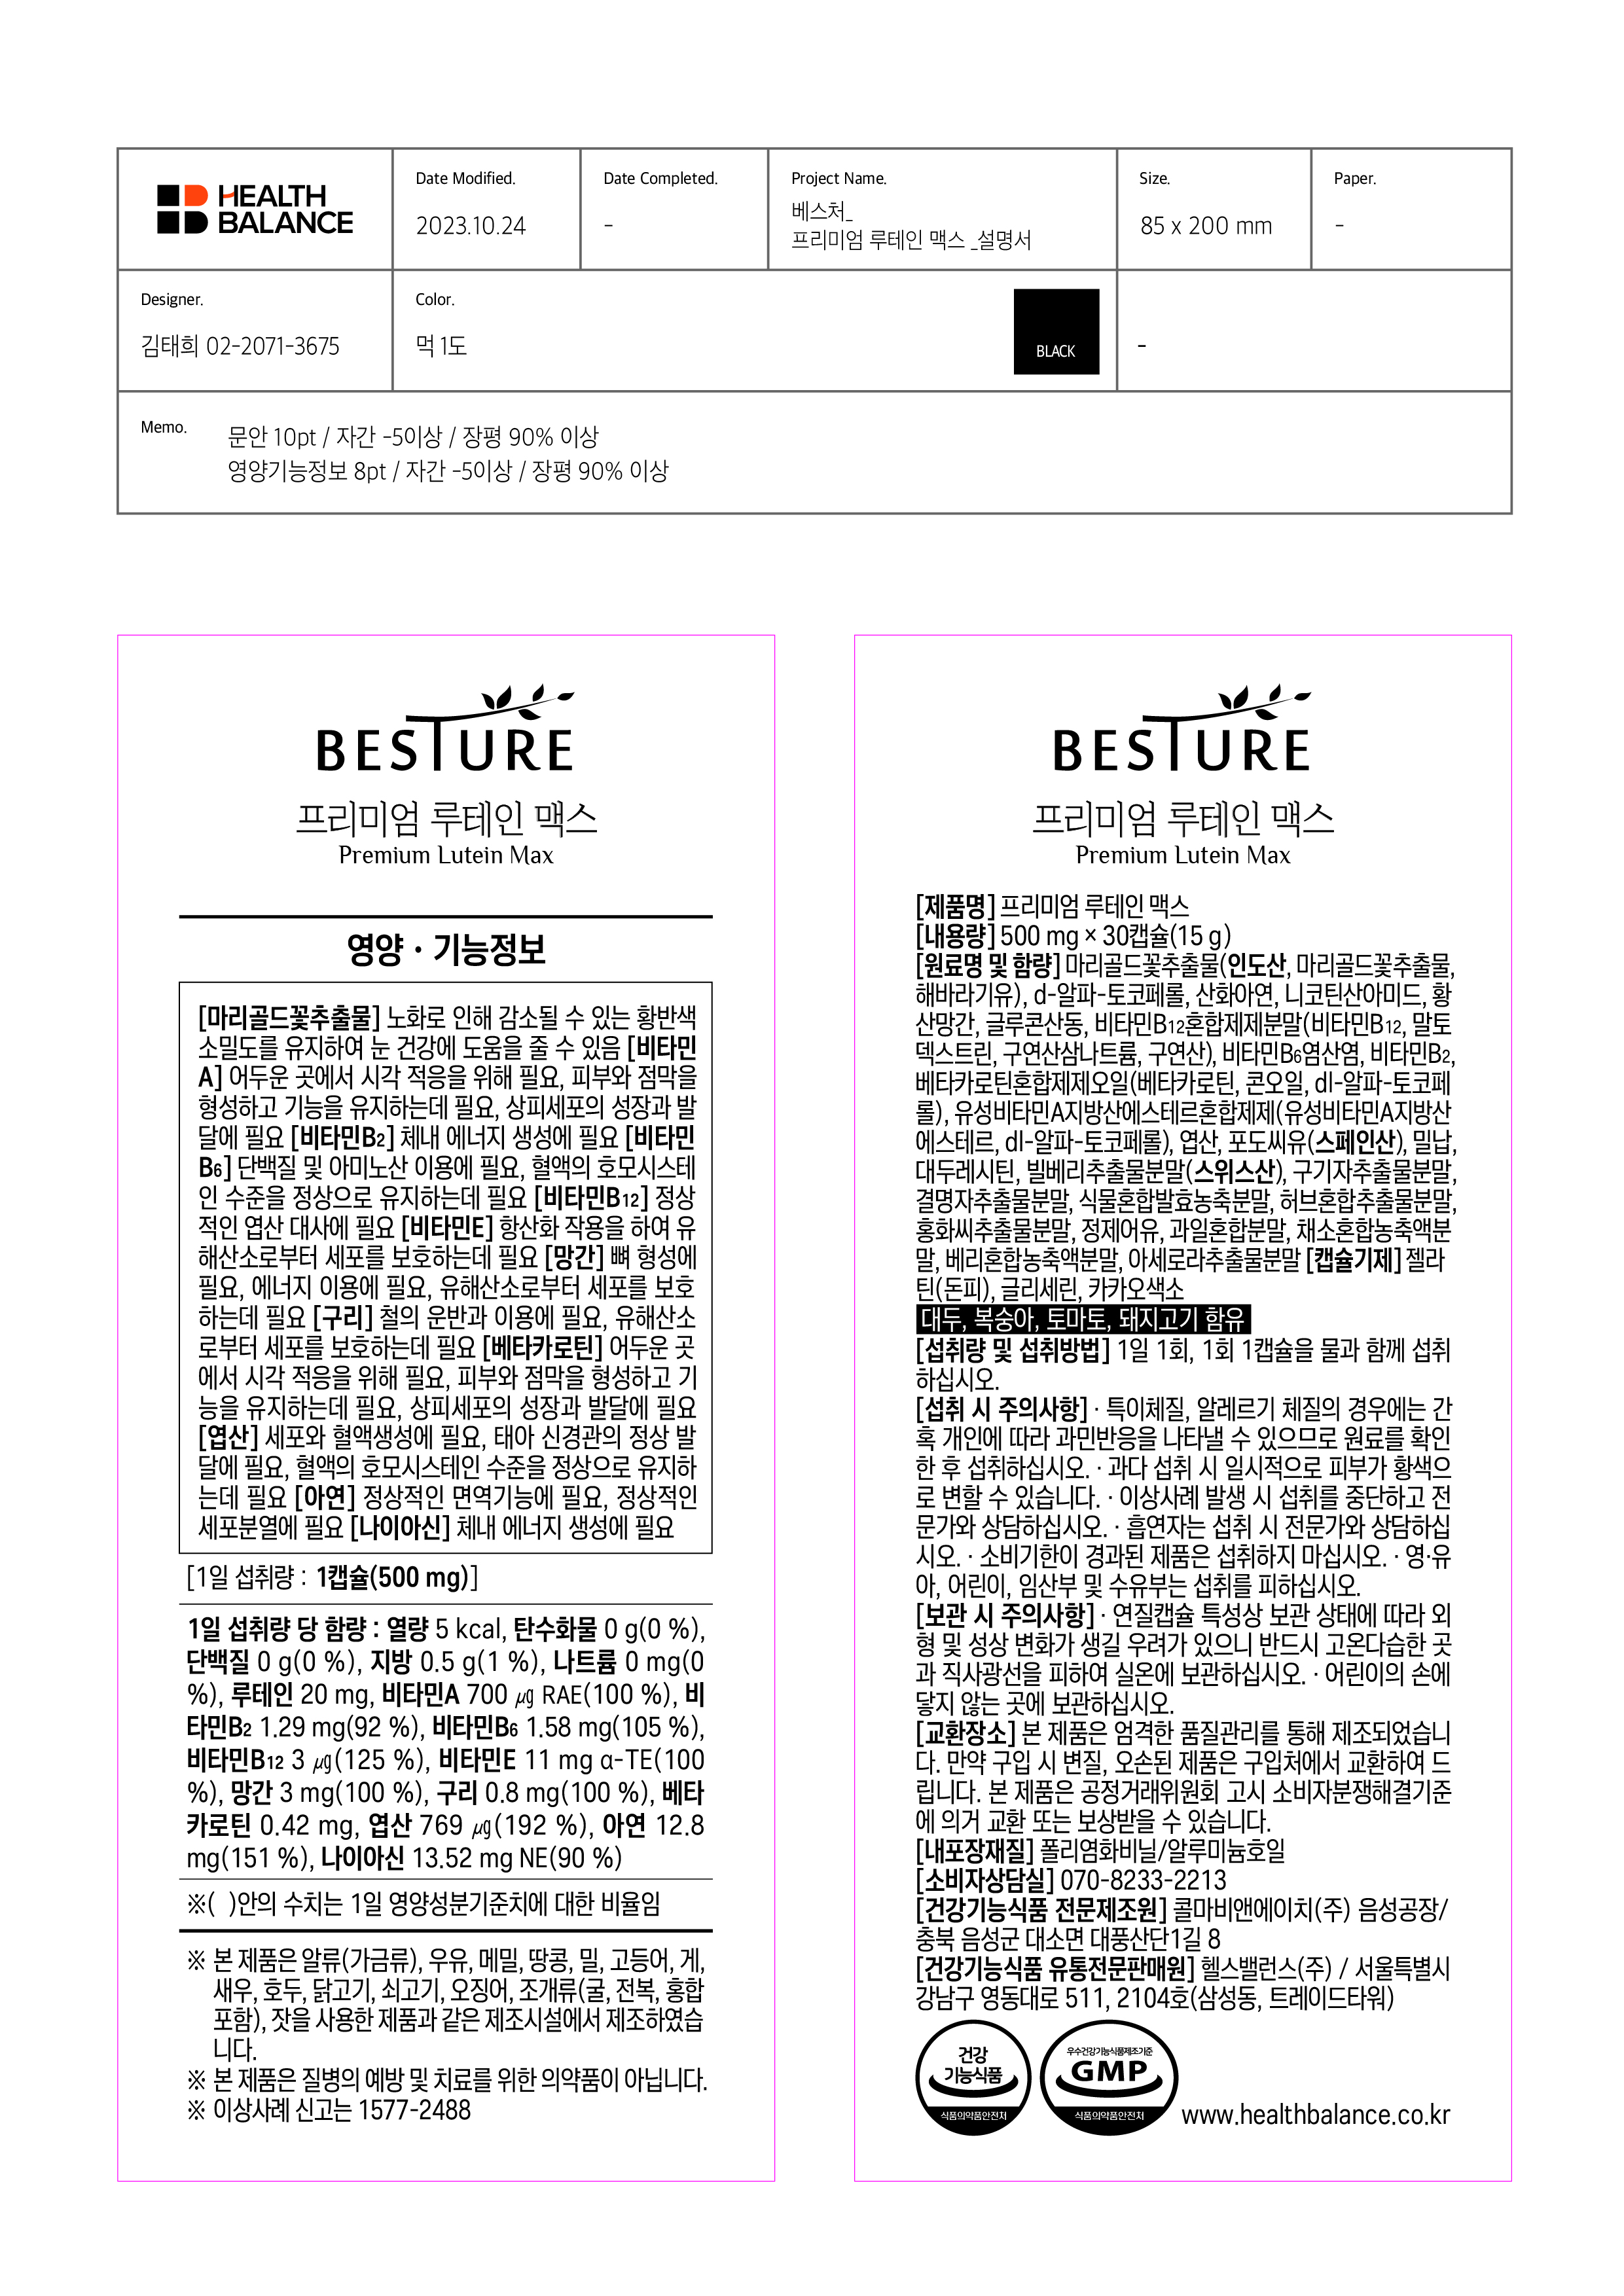 HEALTH
BALANCE
Date Modified.
2023.10.24
Date Completed.
-
Project Name.
베스처_
프리미엄 루테인 맥스 _설명서
Size.
85 x 200 mm
Paper.
-
Designer.
김태희 02-2071-3675
Color.
먹 1도
BLACK
-
Memo.
문안 10pt / 자간 -5이상 / 장평 90% 이상
영양기능정보 8pt / 자간 -5이상 / 장평 90% 이상
BESTURE
프리미엄 루테인 맥스
Premium Lutein Max
영양 · 기능정보
[마리골드꽃추출물] 노화로 인해 감소될 수 있는 황반색
소밀도를 유지하여 눈 건강에 도움을 줄 수 있음 [비타민
A] 어두운 곳에서 시각 적응을 위해 필요, 피부와 점막을
형성하고 기능을 유지하는데 필요, 상피세포의 성장과 발
달에 필요 [비타민B2] 체내 에너지 생성에 필요 [비타민
B6] 단백질 및 아미노산 이용에 필요, 혈액의 호모시스테
인 수준을 정상으로 유지하는데 필요 [비타민B12] 정상
적인 엽산 대사에 필요 [비타민E] 항산화 작용을 하여 유
해산소로부터 세포를 보호하는데 필요 [망간] 뼈 형성에
필요, 에너지 이용에 필요, 유해산소로부터 세포를 보호
하는데 필요 [구리] 철의 운반과 이용에 필요, 유해산소
로부터 세포를 보호하는데 필요 [베타카로틴] 어두운 곳
에서 시각 적응을 위해 필요, 피부와 점막을 형성하고 기
능을 유지하는데 필요, 상피세포의 성장과 발달에 필요
[엽산] 세포와 혈액생성에 필요, 태아 신경관의 정상 발
달에 필요, 혈액의 호모시스테인 수준을 정상으로 유지하
는데 필요 [아연] 정상적인 면역기능에 필요, 정상적인
세포분열에 필요 [나이아신] 체내 에너지 생성에 필요
[1일 섭취량 : 1캡슐(500 mg)]
1일 섭취량 당 함량 : 열량 5 kcal, 탄수화물 0 g(0 %),
단백질 0 g(0 %), 지방 0.5 g(1 %), 나트륨 0 mg(0
%), 루테인 20 mg, 비타민A 700 ㎍ RAE(100 %), 비
타민B2 1.29 mg(92 %), 비타민B6 1.58 mg(105 %),
비타민B12 3 ㎍(125 %), 비타민E 11 mg α-TE(100
%), 망간 3 mg(100 %), 구리 0.8 mg(100 %), 베타
카로틴 0.42 mg, 엽산 769 ㎍(192 %), 아연 12.8
mg(151 %), 나이아신 13.52 mg NE(90 %)
※(  )안의 수치는 1일 영양성분기준치에 대한 비율임
※ 본 제품은 알류(가금류), 우유, 메밀, 땅콩, 밀, 고등어, 게,
새우, 호두, 닭고기, 쇠고기, 오징어, 조개류(굴, 전복, 홍합
포함), 잣을 사용한 제품과 같은 제조시설에서 제조하였습
니다.
※ 본 제품은 질병의 예방 및 치료를 위한 의약품이 아닙니다.
※ 이상사례 신고는 1577-2488
BESTURE
프리미엄 루테인 맥스
Premium Lutein Max
[제품명] 프리미엄 루테인 맥스
[내용량] 500 mg × 30캡슐(15 g)
[원료명 및 함량] 마리골드꽃추출물(인도산, 마리골드꽃추출물,
해바라기유), d-알파-토코페롤, 산화아연, 니코틴산아미드, 황
산망간, 글루콘산동, 비타민B12혼합제제분말(비타민B12, 말토
덱스트린, 구연산삼나트륨, 구연산), 비타민B6염산염, 비타민B2,
베타카로틴혼합제제오일(베타카로틴, 콘오일, dl-알파-토코페
롤), 유성비타민A지방산에스테르혼합제제(유성비타민A지방산
에스테르, dl-알파-토코페롤), 엽산, 포도씨유(스페인산), 밀납,
대두레시틴, 빌베리추출물분말(스위스산), 구기자추출물분말,
결명자추출물분말, 식물혼합발효농축분말, 허브혼합추출물분말,
홍화씨추출물분말, 정제어유, 과일혼합분말, 채소혼합농축액분
말, 베리혼합농축액분말, 아세로라추출물분말 [캡슐기제] 젤라
틴(돈피), 글리세린, 카카오색소
대두, 복숭아, 토마토, 돼지고기 함유
[섭취량 및 섭취방법] 1일 1회, 1회 1캡슐을 물과 함께 섭취
하십시오.
[섭취 시 주의사항] · 특이체질, 알레르기 체질의 경우에는 간
혹 개인에 따라 과민반응을 나타낼 수 있으므로 원료를 확인
한 후 섭취하십시오. · 과다 섭취 시 일시적으로 피부가 황색으
로 변할 수 있습니다. · 이상사례 발생 시 섭취를 중단하고 전
문가와 상담하십시오. · 흡연자는 섭취 시 전문가와 상담하십
시오. · 소비기한이 경과된 제품은 섭취하지 마십시오. · 영·유
아, 어린이, 임산부 및 수유부는 섭취를 피하십시오.
[보관 시 주의사항] · 연질캡슐 특성상 보관 상태에 따라 외
형 및 성상 변화가 생길 우려가 있으니 반드시 고온다습한 곳
과 직사광선을 피하여 실온에 보관하십시오. · 어린이의 손에
닿지 않는 곳에 보관하십시오.
[교환장소] 본 제품은 엄격한 품질관리를 통해 제조되었습니
다. 만약 구입 시 변질, 오손된 제품은 구입처에서 교환하여 드
립니다. 본 제품은 공정거래위원회 고시 소비자분쟁해결기준
에 의거 교환 또는 보상받을 수 있습니다.
[내포장재질] 폴리염화비닐/알루미늄호일
[소비자상담실] 070-8233-2213
[건강기능식품 전문제조원] 콜마비앤에이치(주) 음성공장/
충북 음성군 대소면 대풍산단1길 8
[건강기능식품 유통전문판매원] 헬스밸런스(주) / 서울특별시
강남구 영동대로 511, 2104호(삼성동, 트레이드타워)
건강
기능식품
식품의약품안전처
우수건강기능식품제조기준
GMP
식품의약품안전처
www.healthbalance.co.kr